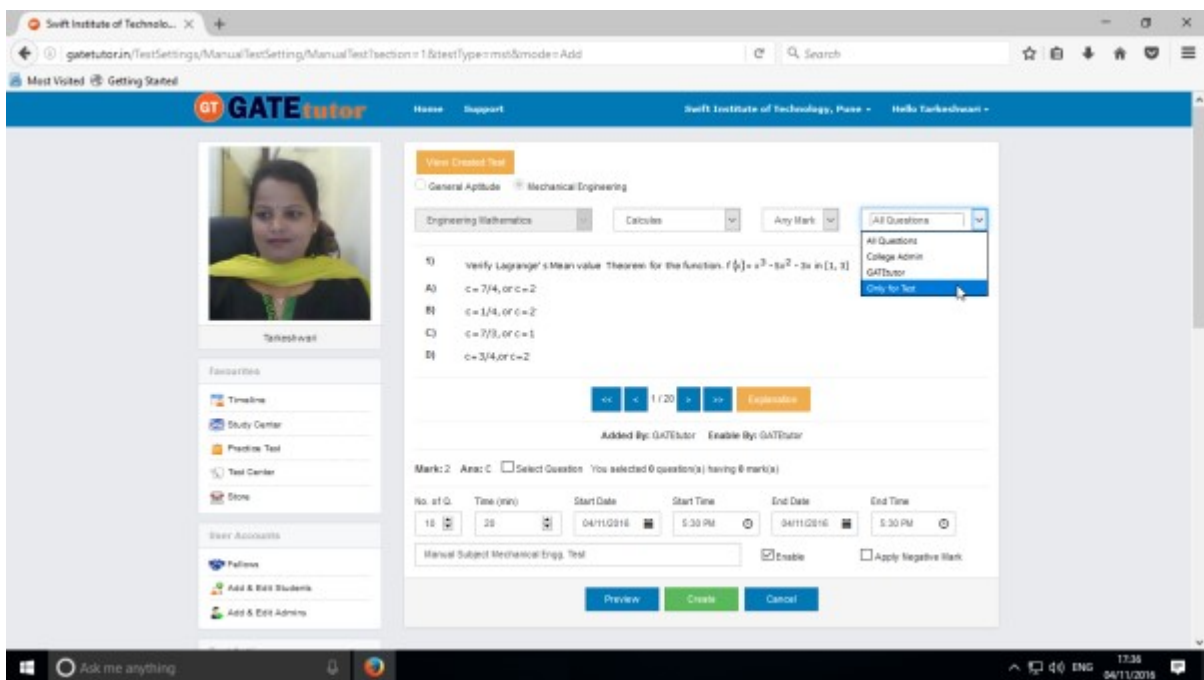 Swift Institute of Technolo...
gatetutor.in/TestSettings/ManualTestSetting/ManualTest?section=1&testType=mst&mode=Add
Search
Most Visited Getting Started
GT GATEtutor Home Support Swift Institute of Technology, Pune Hello Tarkeshwari
View Created Test
General Aptitude Mechanical Engineering
Engineering Mathematics Calculas Any Mark All Questions
All Questions
College Admin
GATEtutor
Only for Test
1) Verify Lagrange's Mean value Theorem for the function. f(x) = x³ - 5x² - 3x in [1, 3]
A) c = 7/4, or c = 2
B) c = 1/4, or c = 2
C) c = 7/3, or c = 1
D) c = 3/4, or c = 2
<< < 1 / 20 > >> Explanation
Added By: GATEtutor Enable By: GATEtutor
Mark: 2 Ans: C Select Question You selected 0 question(s) having 0 mark(s)
No. of Q. Time (min) Start Date Start Time End Date End Time
10 20 04/11/2016 5:30 PM 04/11/2016 5:30 PM
Manual Subject Mechanical Engg. Test Enable Apply Negative Mark
Preview Create Cancel
Tarkeshwari
Favourites
Timeline
Study Center
Practice Test
Test Center
Store
User Accounts
Fellows
Add & Edit Students
Add & Edit Admins
Ask me anything
ENG 17:36
04/11/2016